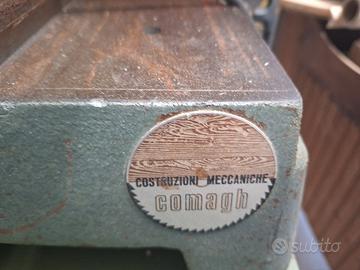 COSTRUZIONI MECCANICHE
comagh
subito